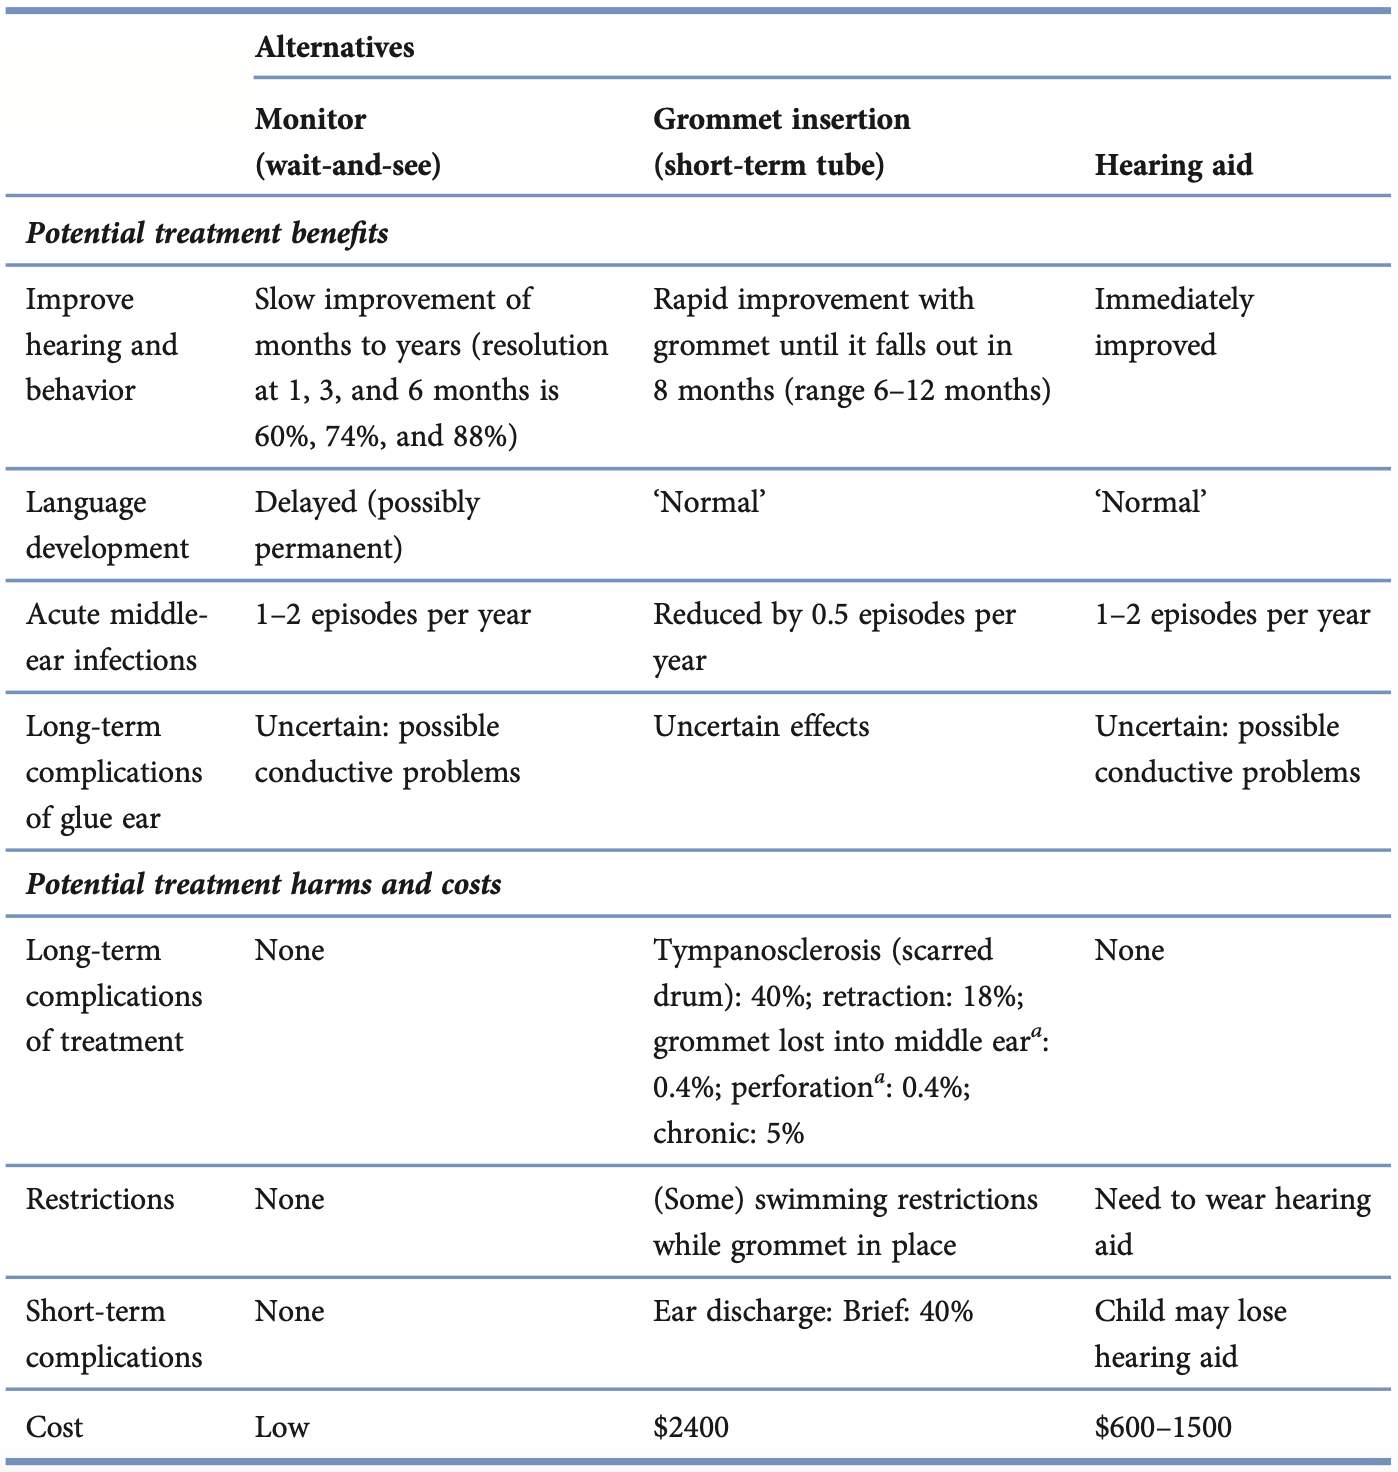 Alternatives
Monitor
(wait-and-see)
Grommet insertion
(short-term tube)
Hearing aid
Potential treatment benefits
Improve
hearing and
behavior
Slow improvement of
months to years (resolution
at 1, 3, and 6 months is
60%, 74%, and 88%)
Rapid improvement with
grommet until it falls out in
8 months (range 6–12 months)
Immediately
improved
Language
development
Delayed (possibly
permanent)
‘Normal’
‘Normal’
Acute middle-
ear infections
1–2 episodes per year
Reduced by 0.5 episodes per
year
1–2 episodes per year
Long-term
complications
of glue ear
Uncertain: possible
conductive problems
Uncertain effects
Uncertain: possible
conductive problems
Potential treatment harms and costs
Long-term
complications
of treatment
None
Tympanosclerosis (scarred
drum): 40%; retraction: 18%;
grommet lost into middle earᵃ:
0.4%; perforationᵃ: 0.4%;
chronic: 5%
None
Restrictions
None
(Some) swimming restrictions
while grommet in place
Need to wear hearing
aid
Short-term
complications
None
Ear discharge: Brief: 40%
Child may lose
hearing aid
Cost
Low
$2400
$600–1500